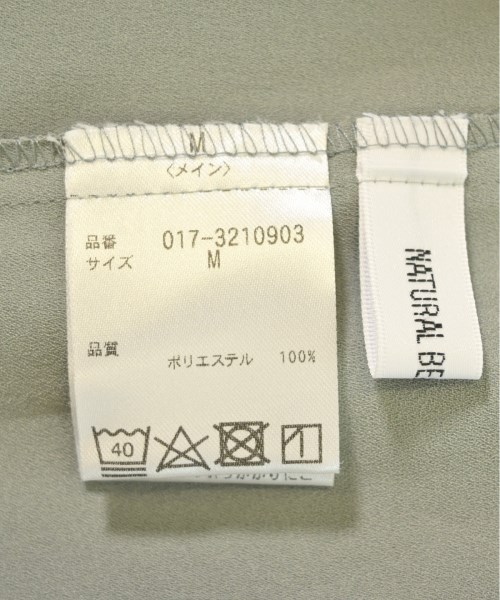 M
〈メイン〉
品番 017-3210903
サイズ M
品質 ポリエステル 100%
40
NATURAL BE